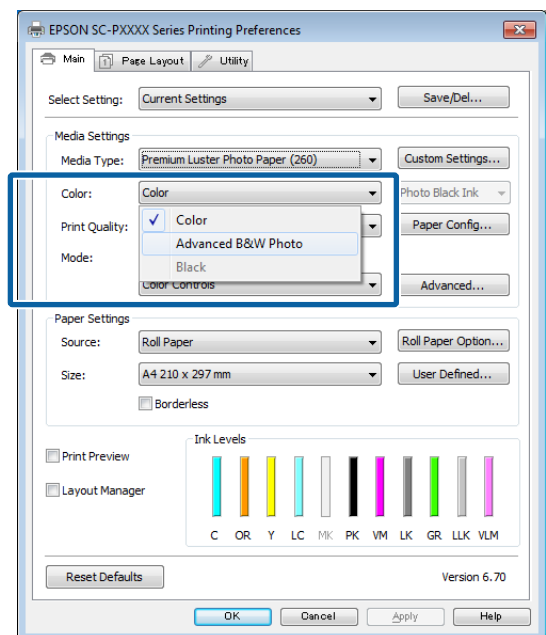 EPSON SC-PXXXX Series Printing Preferences
Main Page Layout Utility
Select Setting: Current Settings Save/Del...
Media Settings
Media Type: Premium Luster Photo Paper (260) Custom Settings...
Color: Color Photo Black Ink
Print Quality: Paper Config...
Color
Advanced B&W Photo
Mode:
Black
Color Controls Advanced...
Paper Settings
Source: Roll Paper Roll Paper Option...
Size: A4 210 x 297 mm User Defined...
Borderless
Ink Levels
Print Preview
Layout Manager
C OR Y LC MK PK VM LK GR LLK VLM
Reset Defaults Version 6.70
OK Cancel Apply Help